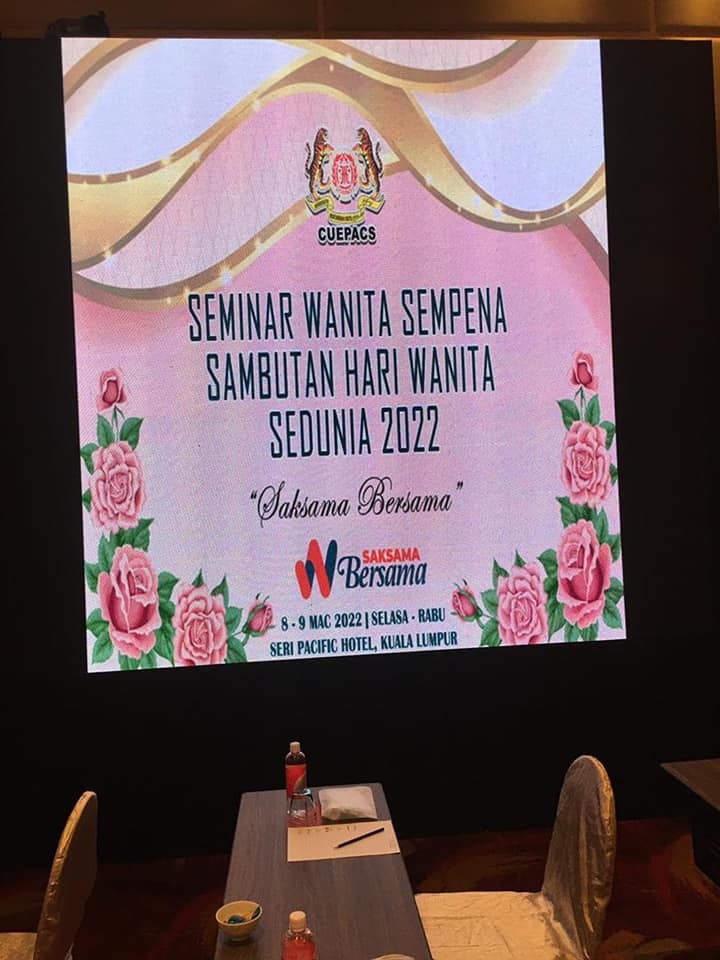 CUEPACS
SEMINAR WANITA SEMPENA
SAMBUTAN HARI WANITA
SEDUNIA 2022
“Saksama Bersama”
SAKSAMA
Bersama
8 - 9 MAC 2022 | SELASA - RABU
SERI PACIFIC HOTEL, KUALA LUMPUR